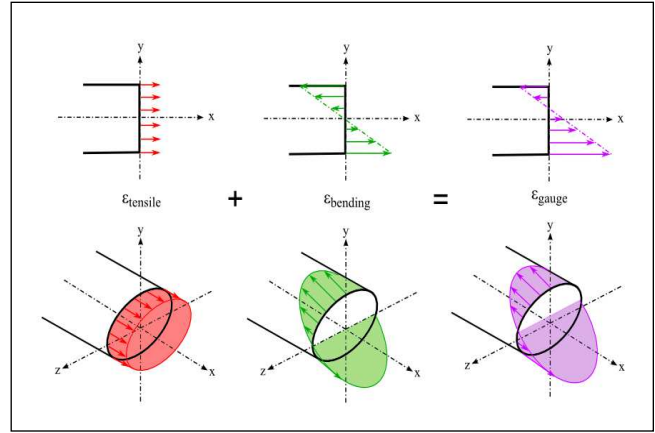 y y y
x x x
εtensile + εbending = εgauge
y y y
z x z x z x